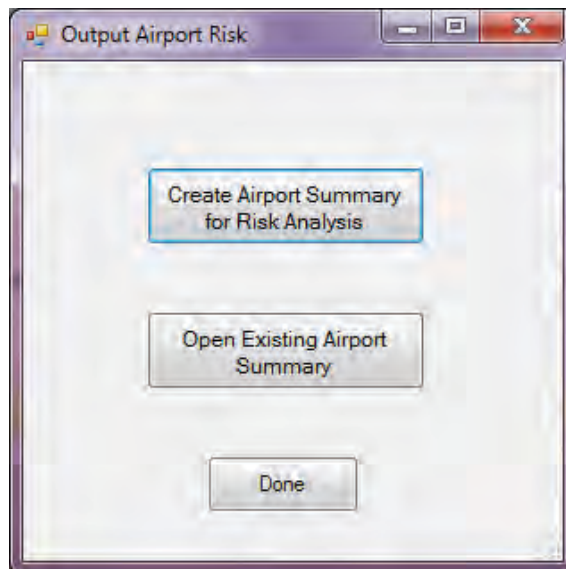 Output Airport Risk
Create Airport Summary
for Risk Analysis
Open Existing Airport
Summary
Done